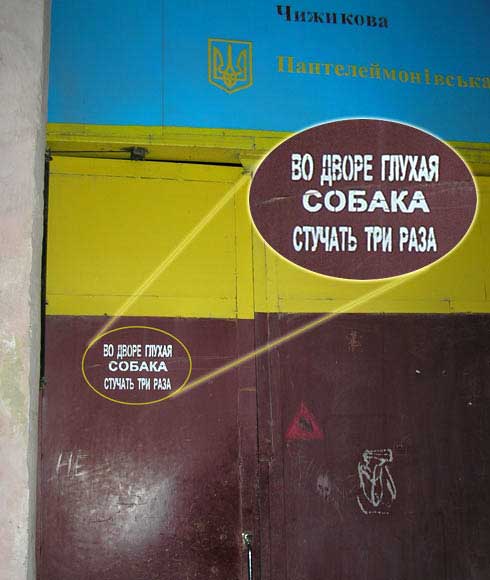 Чижикова
Пантелеймонівська
ВО ДВОРЕ ГЛУХАЯ
СОБАКА
СТУЧАТЬ ТРИ РАЗА
ВО ДВОРЕ ГЛУХАЯ
СОБАКА
СТУЧАТЬ ТРИ РАЗА
НЕ